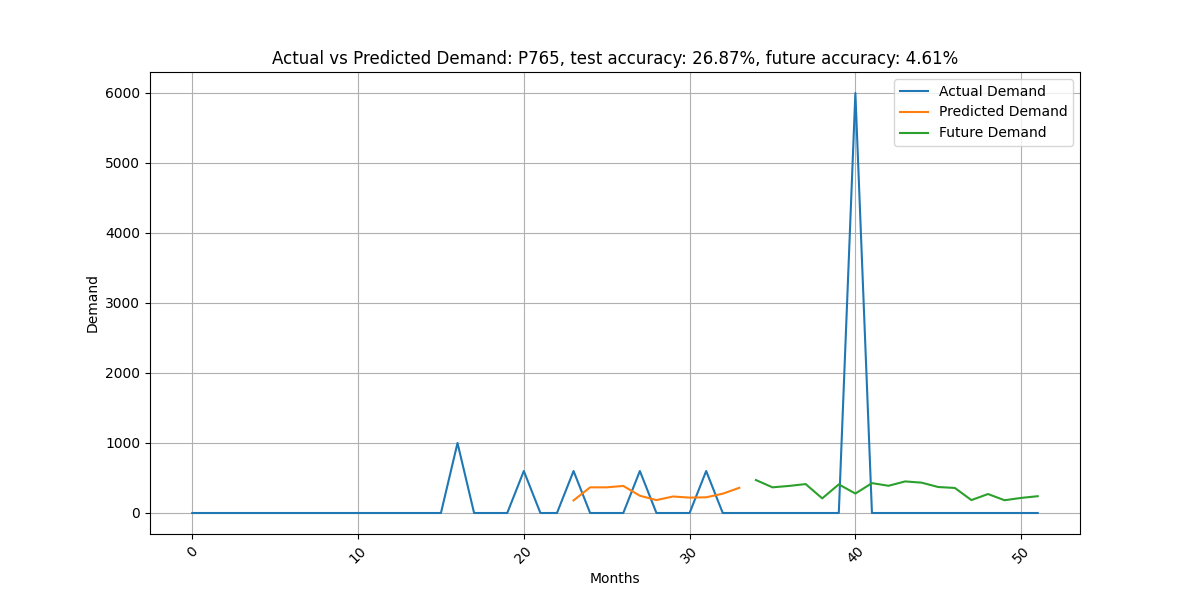 Actual vs Predicted Demand: P765, test accuracy: 26.87%, future accuracy: 4.61%
Actual Demand
Predicted Demand
Future Demand
6000
5000
4000
3000
2000
1000
0
Demand
0 10 20 30 40 50
Months